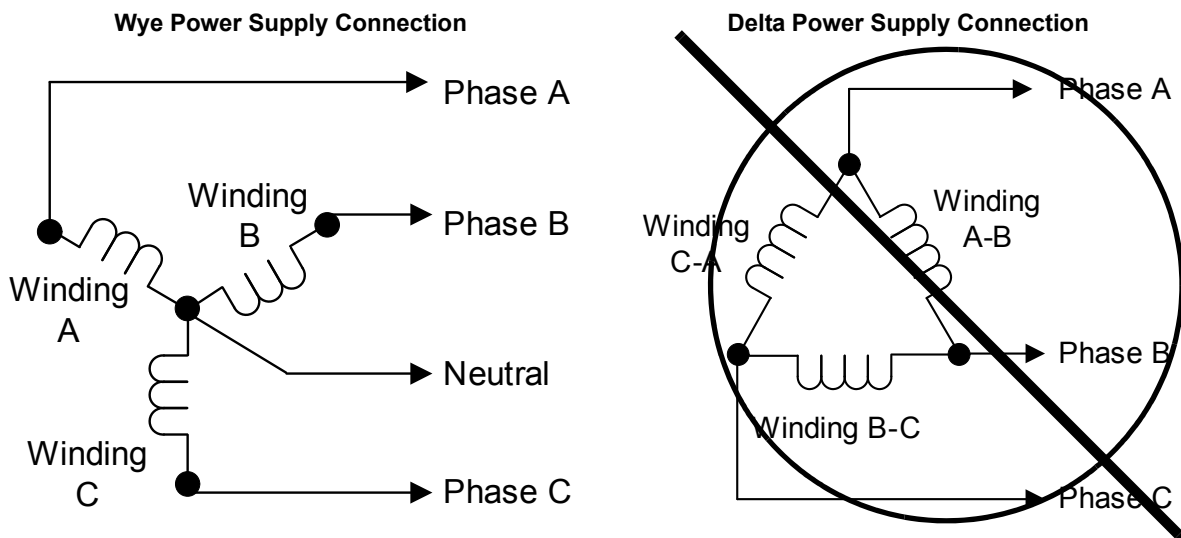 Wye Power Supply Connection
Phase A
Winding
B
Phase B
Winding
A
Neutral
Winding
C
Phase C
Delta Power Supply Connection
Phase A
Winding
A-B
Winding
C-A
Phase B
Winding B-C
Phase C